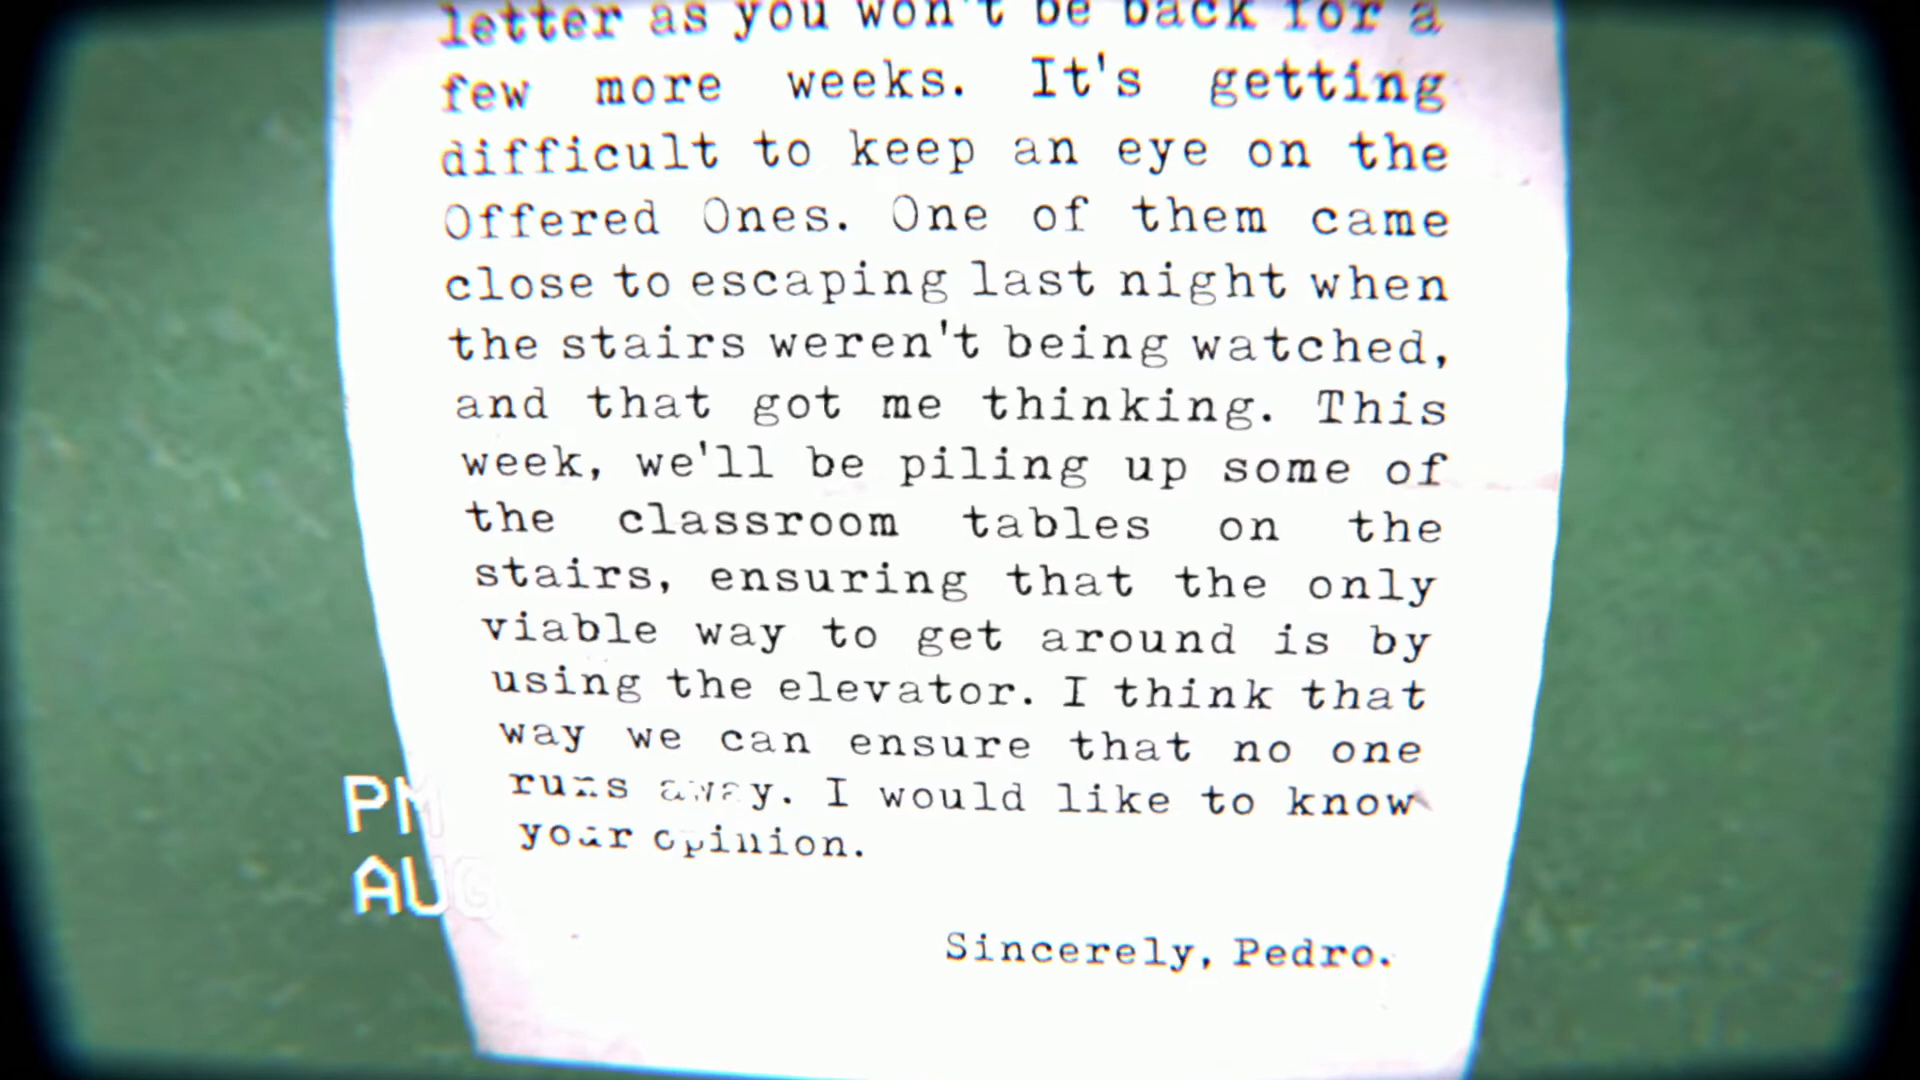 letter as you won't be back for a
few more weeks. It's getting
difficult to keep an eye on the
Offered Ones. One of them came
close to escaping last night when
the stairs weren't being watched,
and that got me thinking. This
week, we'll be piling up some of
the classroom tables on the
stairs, ensuring that the only
viable way to get around is by
using the elevator. I think that
way we can ensure that no one
runs away. I would like to know
your opinion.
Sincerely, Pedro.
PM
AUG